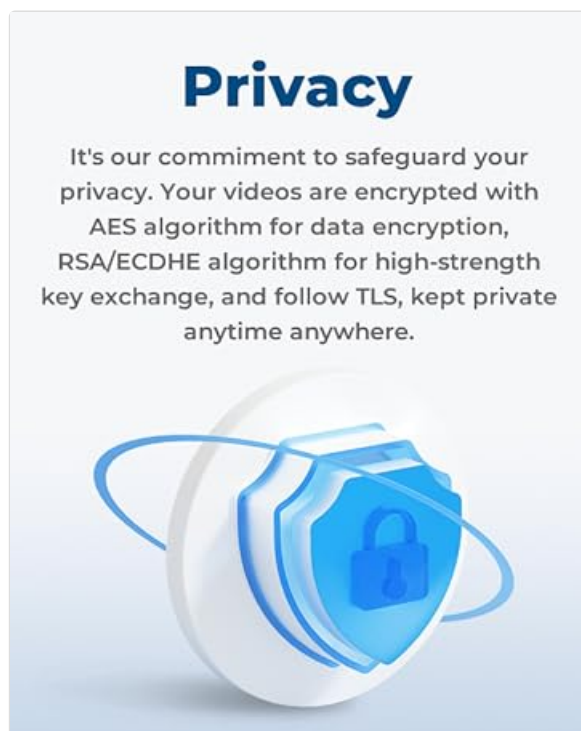 Privacy
It's our commiment to safeguard your
privacy. Your videos are encrypted with
AES algorithm for data encryption,
RSA/ECDHE algorithm for high-strength
key exchange, and follow TLS, kept private
anytime anywhere.